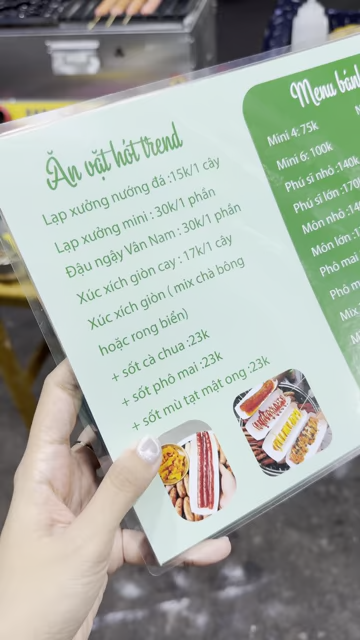 Ăn vặt hót trend
Lạp xưởng nướng đá :15k/1 cây
Lạp xưởng mini : 30k/1 phần
Đậu ngậy Vân Nam : 30k/1 phần
Xúc xích giòn cay : 17k/1 cây
Xúc xích giòn ( mix chà bông
hoặc rong biển)
+ sốt cà chua :23k
+ sốt phô mai :23k
+ sốt mù tạt mật ong :23k
Menu bánh
Mini 4: 75k
Mini 6: 100k
Phú sĩ nhỏ :140
Phú sĩ lớn :170
Môn nhỏ :14
Môn lớn :1
Phô mai
Phô m
Mix
M